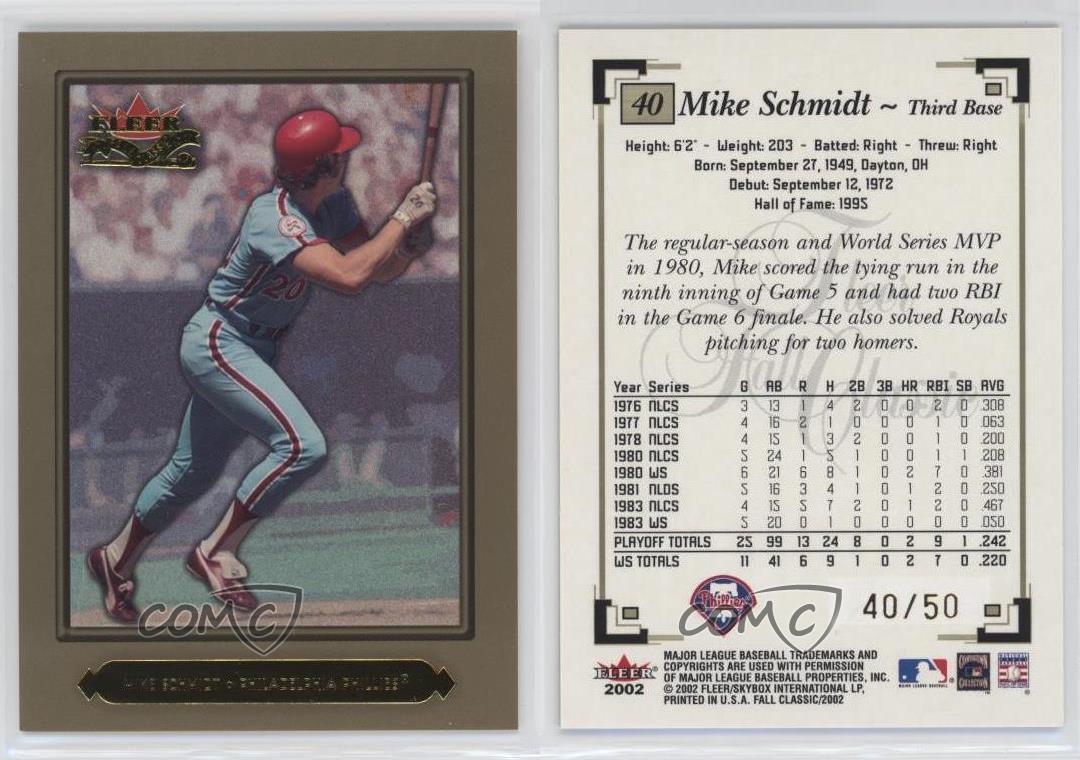 FLEER
20
20
MIKE SCHMIDT • PHILADELPHIA PHILLIES®
COMC
40 Mike Schmidt ~ Third Base
Height: 6'2" - Weight: 203 - Batted: Right - Threw: Right
Born: September 27, 1949, Dayton, OH
Debut: September 12, 1972
Hall of Fame: 1995
The regular-season and World Series MVP
in 1980, Mike scored the tying run in the
ninth inning of Game 5 and had two RBI
in the Game 6 finale. He also solved Royals
pitching for two homers.
Fleer
Fall
Classic
Year Series G AB R H 2B 3B HR RBI SB AVG
1976 NLCS 3 13 1 4 2 0 0 2 0 .308
1977 NLCS 4 16 2 1 0 0 0 1 0 .063
1978 NLCS 4 15 1 3 2 0 0 1 0 .200
1980 NLCS 5 24 1 5 1 0 0 1 1 .208
1980 WS 6 21 6 8 1 0 2 7 0 .381
1981 NLDS 5 16 3 4 1 0 1 2 0 .250
1983 NLCS 4 15 5 7 2 0 1 2 0 .467
1983 WS 5 20 0 1 0 0 0 0 0 .050
PLAYOFF TOTALS 25 99 13 24 8 0 2 9 1 .242
WS TOTALS 11 41 6 9 1 0 2 7 0 .220
Phillies
COMC
40/50
FLEER®
2002
MAJOR LEAGUE BASEBALL TRADEMARKS AND
COPYRIGHTS ARE USED WITH PERMISSION
OF MAJOR LEAGUE BASEBALL PROPERTIES, INC.
© 2002 FLEER/SKYBOX INTERNATIONAL LP,
PRINTED IN U.S.A. FALL CLASSIC/2002
MAJOR LEAGUE BASEBALL
COOPERSTOWN
COLLECTION